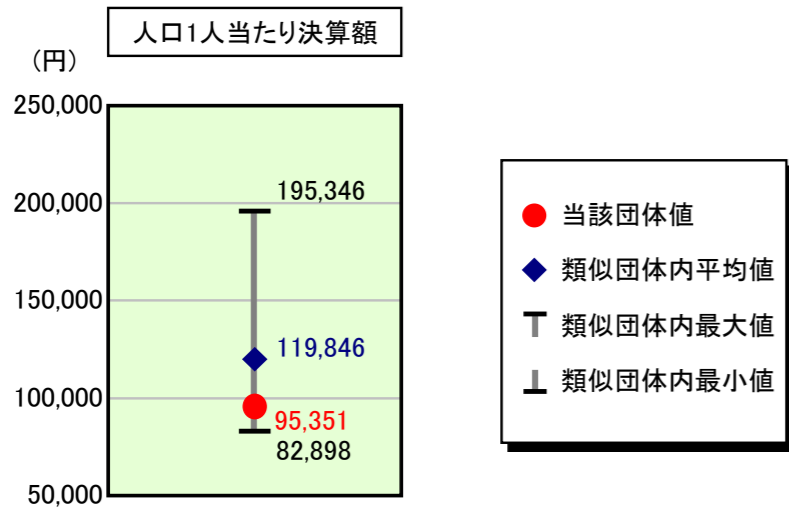 人口1人当たり決算額
（円）
250,000
200,000
150,000
100,000
50,000
195,346
119,846
95,351
82,898
当該団体値
類似団体内平均値
類似団体内最大値
類似団体内最小値